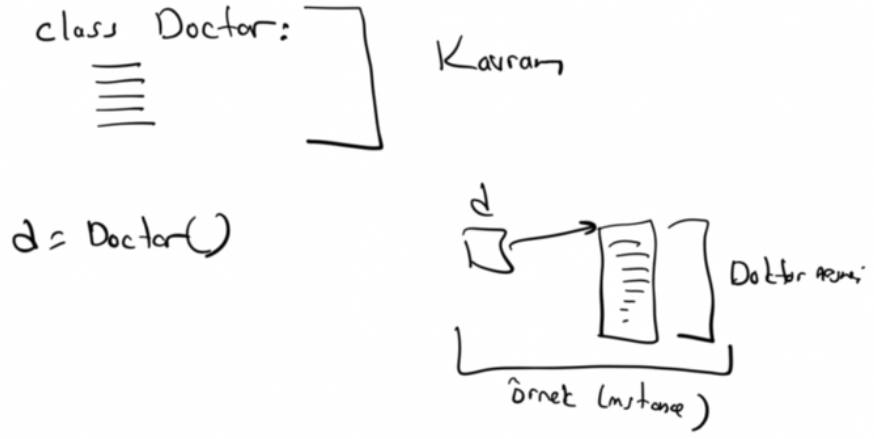 class Doctor:
Kavram
d = Doctor()
d
Doktor
örnek (instance)